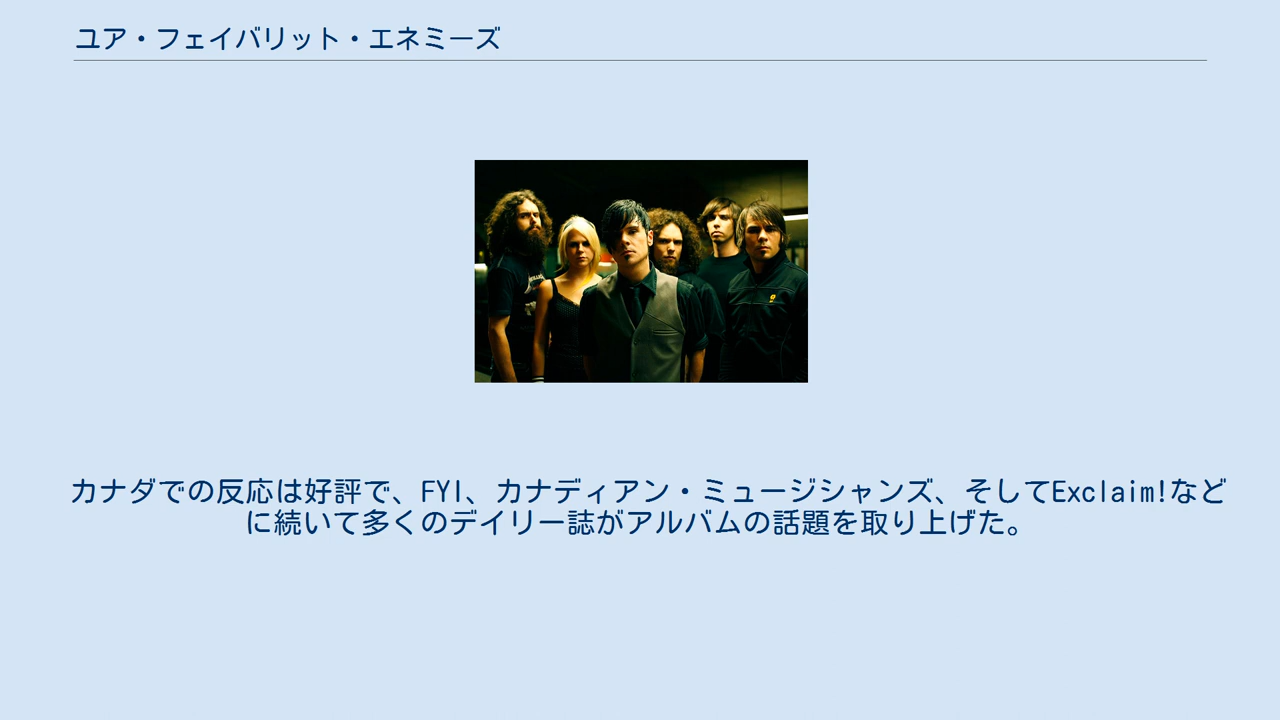 ユア・フェイバリット・エネミーズ
カナダでの反応は好評で、FYI、カナディアン・ミュージシャンズ、そしてExclaim!など
に続いて多くのデイリー誌がアルバムの話題を取り上げた。